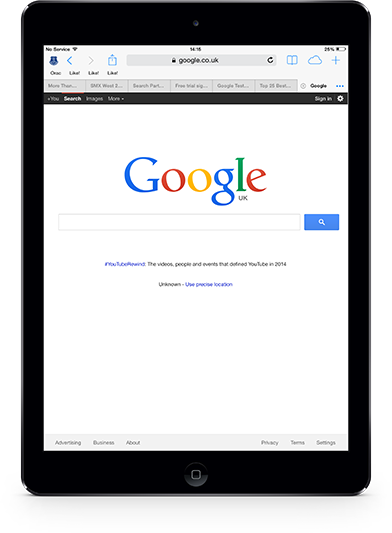 No Service 14:15 25%
google.co.uk
Orac Like! Like! Like!
More Than... SMX West 2... Search Part... Free trial sig... Google Test... Top 25 Best... Google
+You Search Images More Sign in
Google
UK
#YouTubeRewind: The videos, people and events that defined YouTube in 2014
Unknown - Use precise location
Advertising Business About Privacy Terms Settings